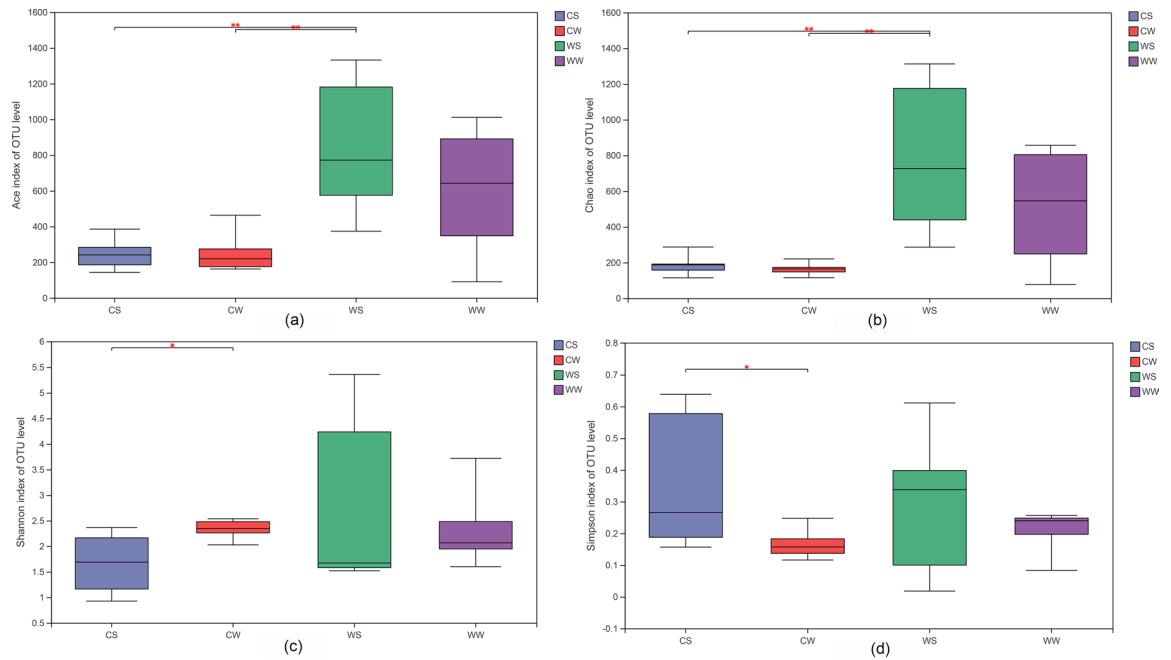 1600
1400
1200
1000
800
600
400
200
0
Ace index of OTU level
**
**
CS
CW
WS
WW
CS
CW
WS
WW
(a)
1600
1400
1200
1000
800
600
400
200
0
Chao index of OTU level
**
**
CS
CW
WS
WW
CS
CW
WS
WW
(b)
6
5.5
5
4.5
4
3.5
3
2.5
2
1.5
1
0.5
Shannon index of OTU level
*
CS
CW
WS
WW
CS
CW
WS
WW
(c)
0.8
0.7
0.6
0.5
0.4
0.3
0.2
0.1
0
-0.1
Simpson index of OTU level
*
CS
CW
WS
WW
CS
CW
WS
WW
(d)